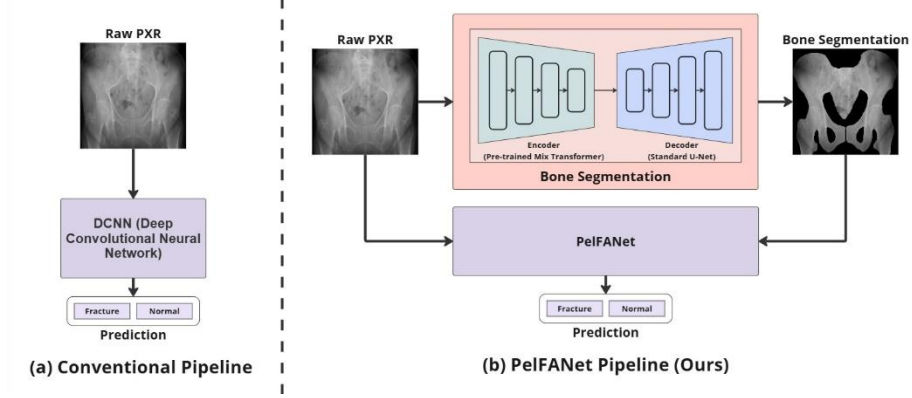 Raw PXR
DCNN (Deep
Convolutional Neural
Network)
Fracture
Normal
Prediction
(a) Conventional Pipeline
Raw PXR
Encoder
(Pre-trained Mix Transformer)
Decoder
(Standard U-Net)
Bone Segmentation
Bone Segmentation
PelFANet
Fracture
Normal
Prediction
(b) PelFANet Pipeline (Ours)